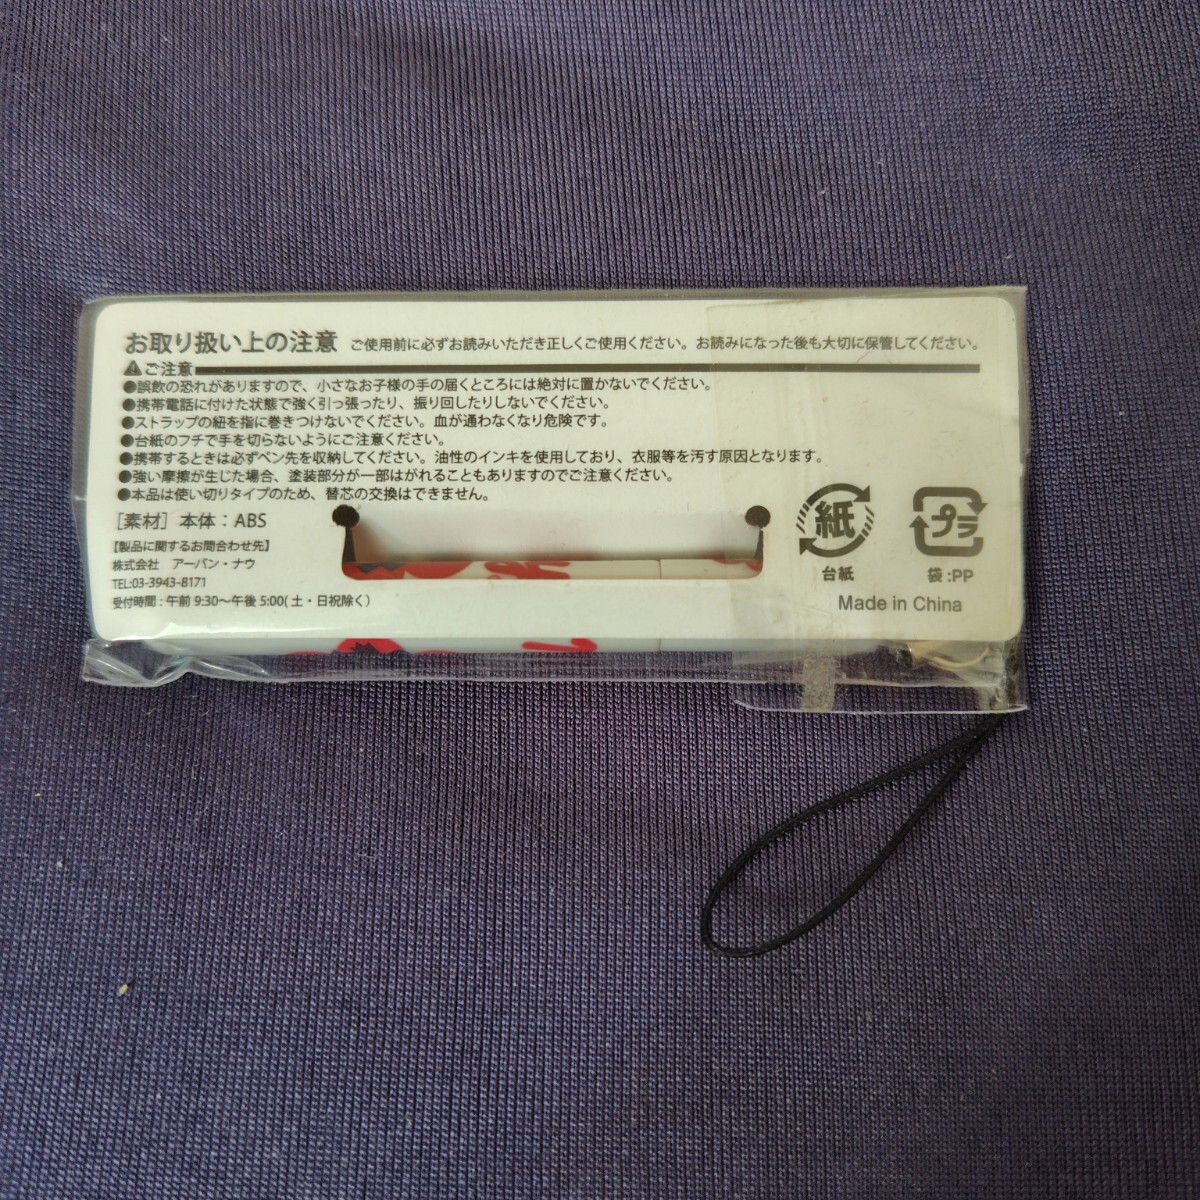 お取り扱い上の注意 ご使用前に必ずお読みいただき正しくご使用ください。お読みになった後も大切に保管してください。
ご注意
●誤飲の恐れがありますので、小さなお子様の手の届くところには絶対に置かないでください。
●携帯電話に付けた状態で強く引っ張ったり、振り回したりしないでください。
●ストラップの紐を指に巻きつけないでください。血が通わなくなり危険です。
●台紙のフチで手を切らないようにご注意ください。
●携帯するときは必ずペン先を収納してください。油性のインキを使用しており、衣服等を汚す原因となります。
●強い摩擦が生じた場合、塗装部分が一部はがれることもありますのでご注意ください。
●本品は使い切りタイプのため、替芯の交換はできません。
［素材］本体：ABS
【製品に関するお問合わせ先】
株式会社 アーバン・ナウ
TEL:03-3943-8171
受付時間：午前 9:30〜午後 5:00(土・日祝除く)
紙
台紙
プラ
袋:PP
Made in China